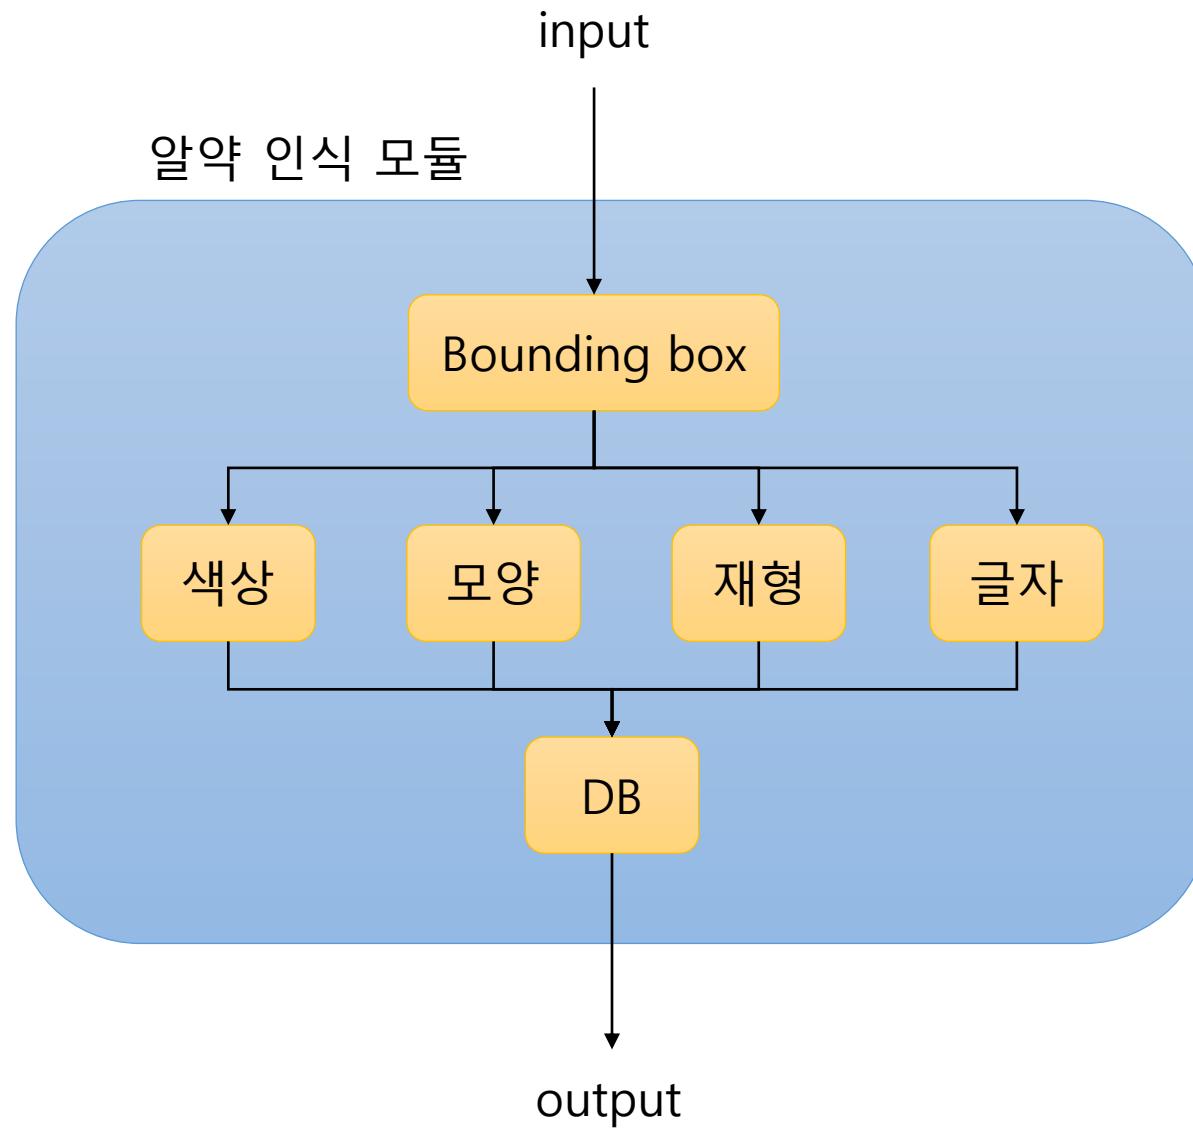 input
알약 인식 모듈
Bounding box
색상
모양
재형
글자
DB
output